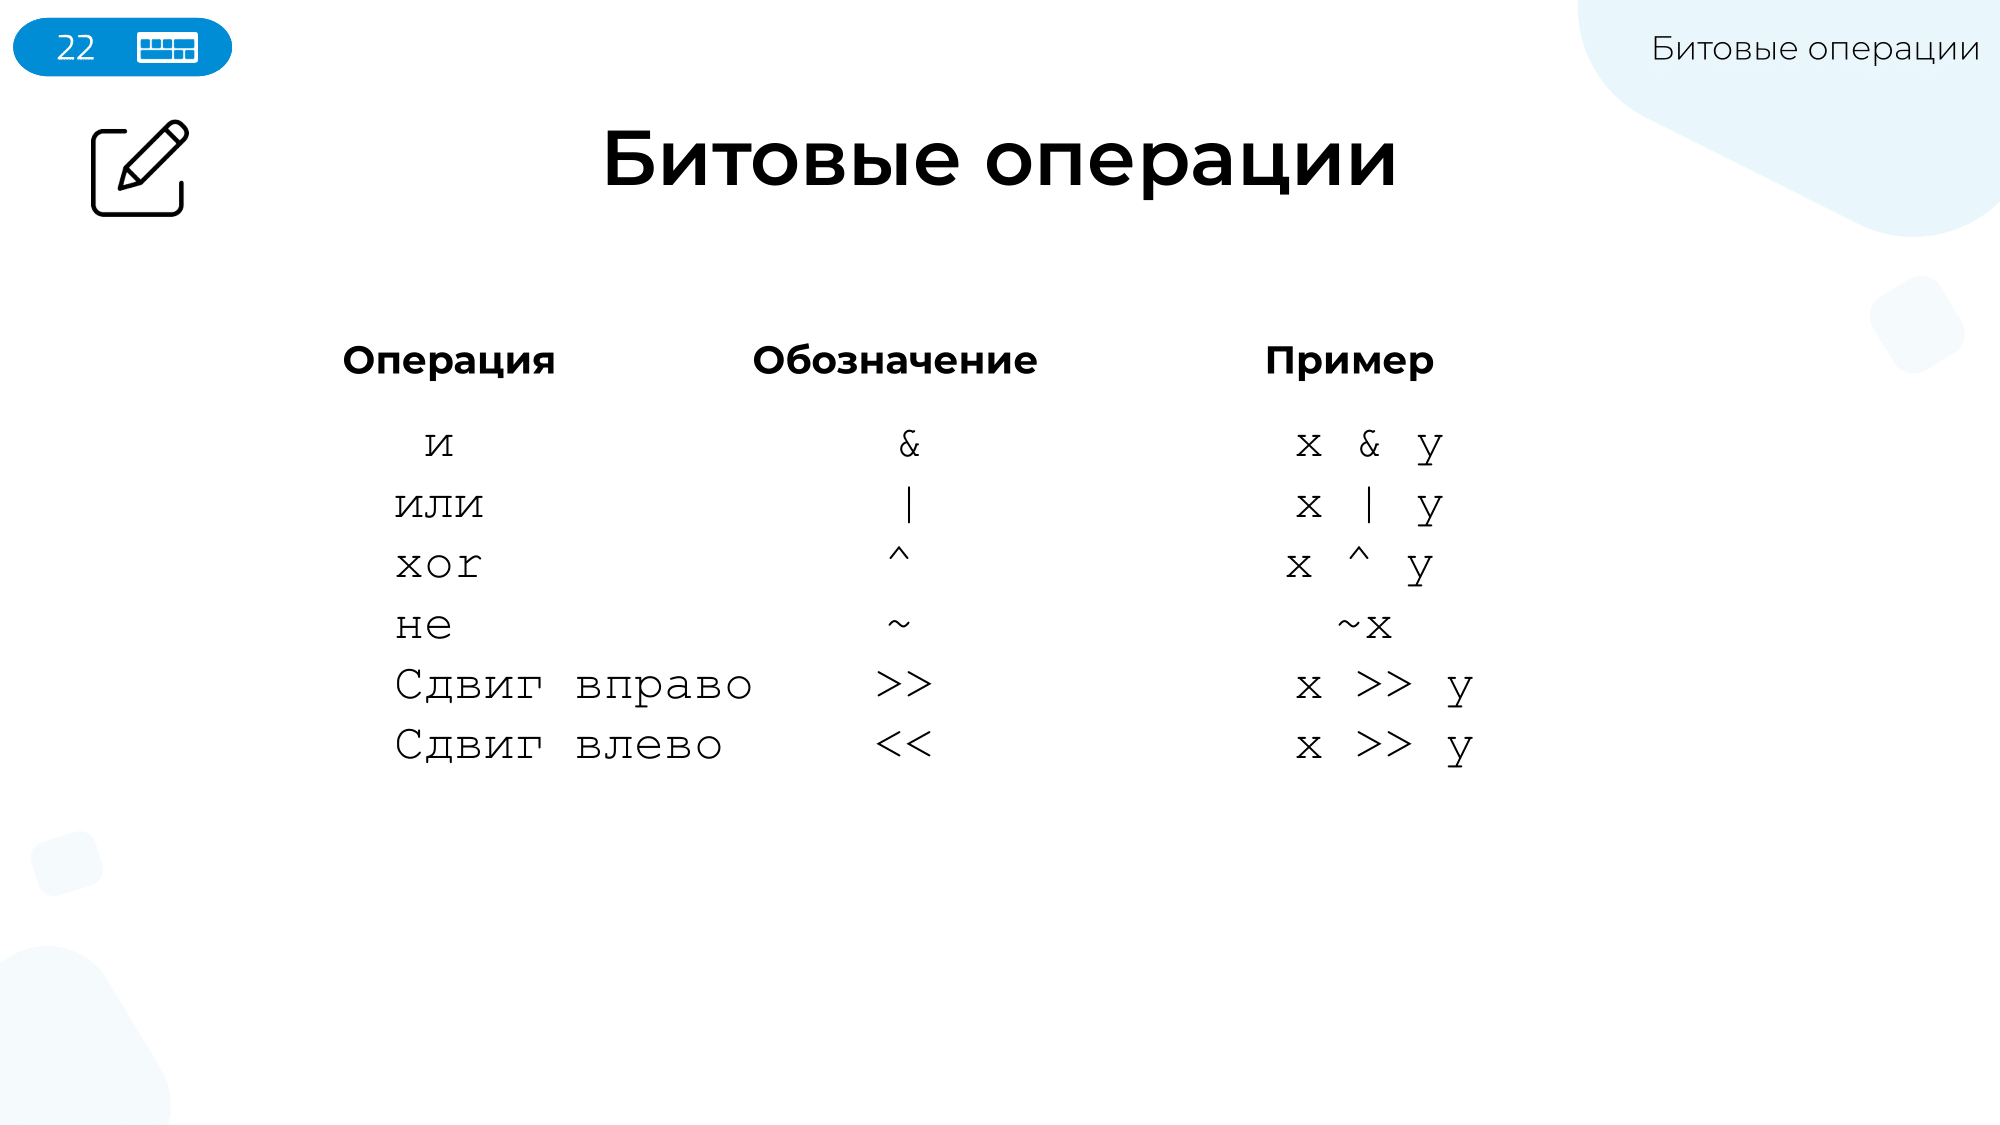 22
Битовые операции
Битовые операции
Операция Обозначение Пример
и & x & y
или | x | y
xor ^ x ^ y
не ~ ~x
Сдвиг вправо >> x >> y
Сдвиг влево << x >> y